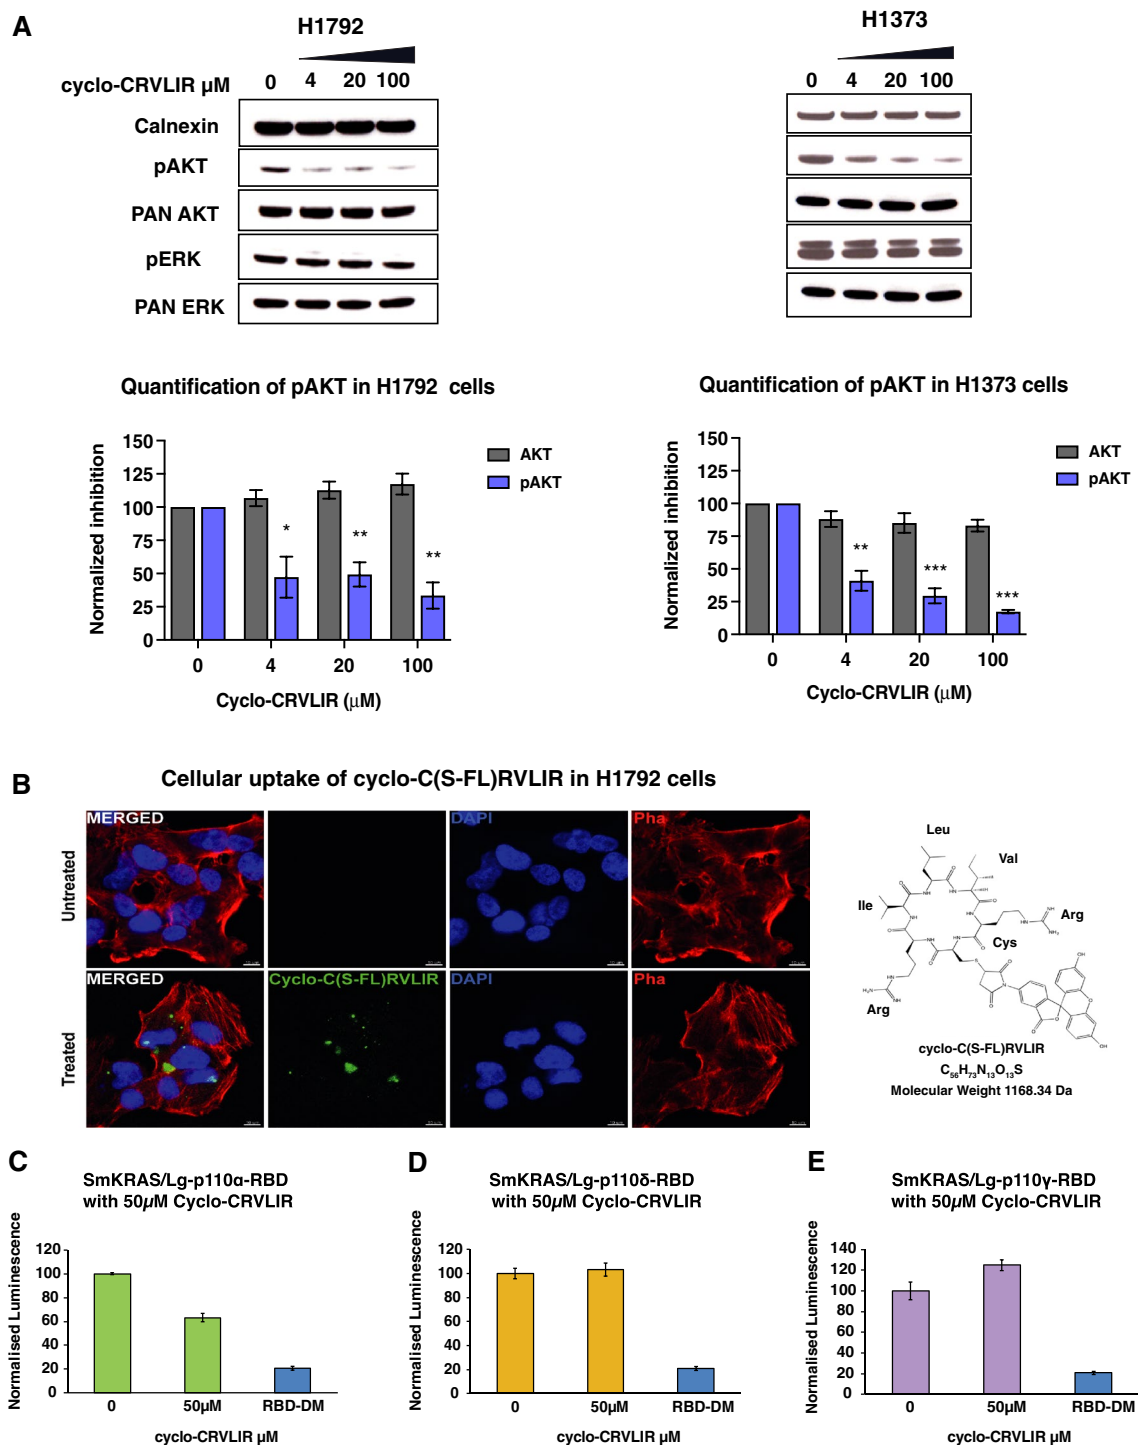 A
H1792
cyclo-CRVLIR µM
0 4 20 100
Calnexin
pAKT
PAN AKT
pERK
PAN ERK
H1373
0 4 20 100
Quantification of pAKT in H1792 cells
Normalized inhibition
150
100
75
50
25
0
*
**
**
AKT
pAKT
0 4 20 100
Cyclo-CRVLIR (μM)
Quantification of pAKT in H1373 cells
Normalized inhibition
150
125
100
75
50
25
0
**
***
***
AKT
pAKT
0 4 20 100
Cyclo-CRVLIR (μM)
B
Cellular uptake of cyclo-C(S-FL)RVLIR in H1792 cells
Untreated
MERGED
DAPI
Pha
Treated
MERGED
Cyclo-C(S-FL)RVLIR
DAPI
Pha
Leu
Val
Ile
Arg
Cys
Arg
cyclo-C(S-FL)RVLIR
C₅₆H₇₃N₁₃O₁₃S
Molecular Weight 1168.34 Da
C
SmKRAS/Lg-p110α-RBD
with 50µM Cyclo-CRVLIR
Normalised Luminescence
120
100
80
60
40
20
0
0 50µM RBD-DM
cyclo-CRVLIR µM
D
SmKRAS/Lg-p110δ-RBD
with 50µM Cyclo-CRVLIR
Normalised Luminescence
120
100
80
60
40
20
0
0 50µM RBD-DM
cyclo-CRVLIR µM
E
SmKRAS/Lg-p110γ-RBD
with 50µM Cyclo-CRVLIR
Normalised Luminescence
140
120
100
80
60
40
20
0
0 50µM RBD-DM
cyclo-CRVLIR µM